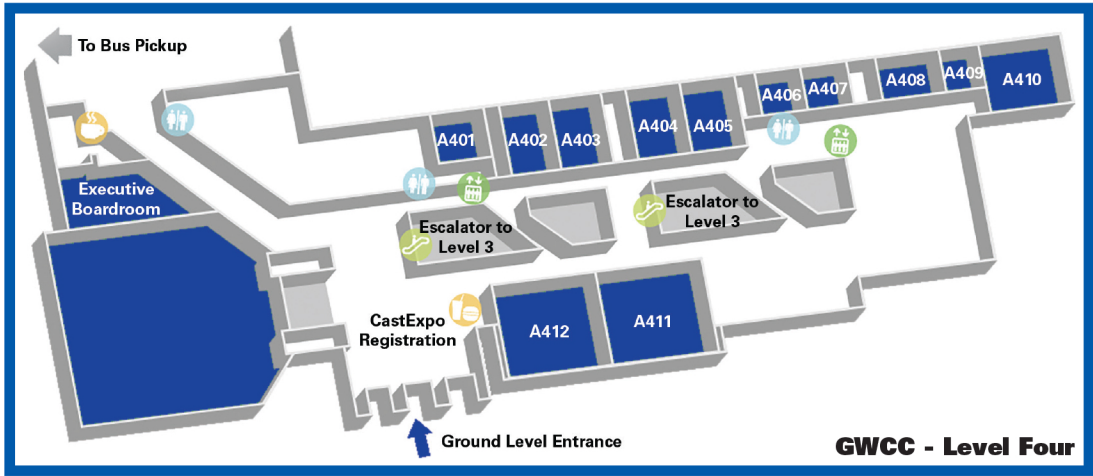 To Bus Pickup
A401
A402
A403
A404
A405
A406
A407
A408
A409
A410
Executive
Boardroom
Escalator to
Level 3
Escalator to
Level 3
CastExpo
Registration
A412
A411
Ground Level Entrance
GWCC - Level Four